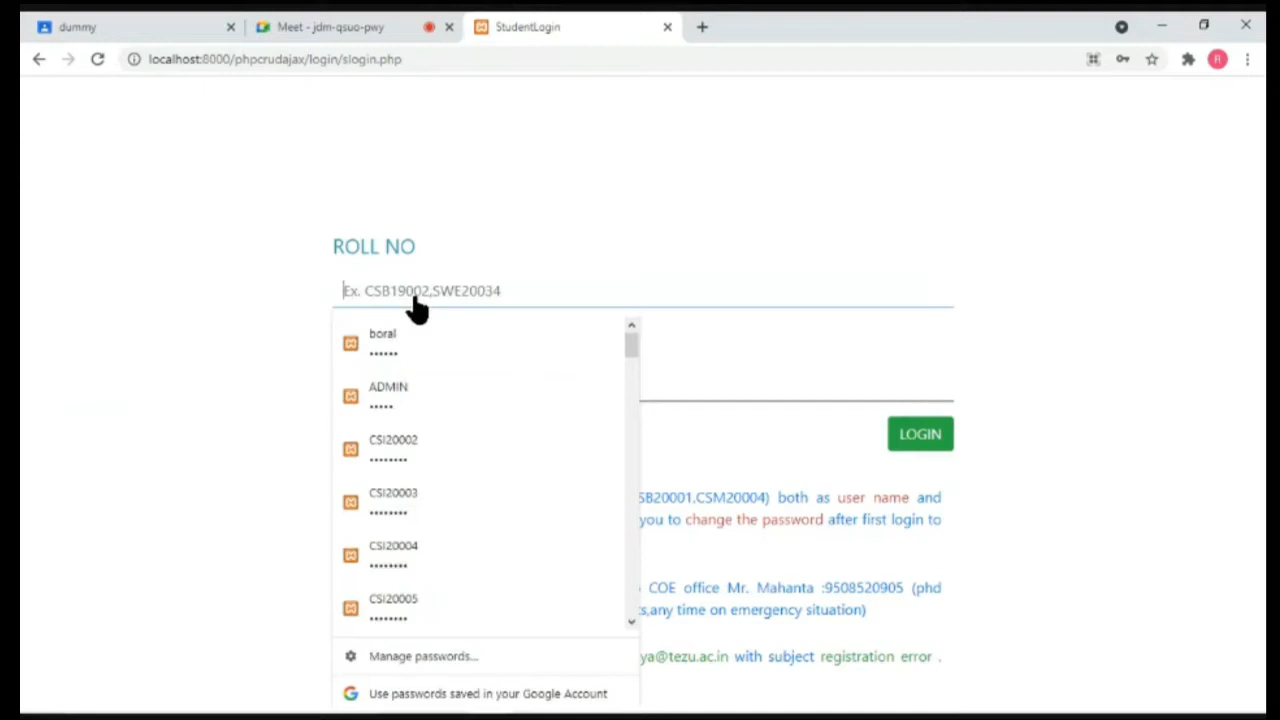 dummy
Meet - jdm-qsuo-pwy
StudentLogin
localhost:8000/phpcrudajax/login/slogin.php
R
ROLL NO
Ex. CSB19002,SWE20034
boral
••••••
ADMIN
•••••
CSI20002
••••••••
CSI20003
••••••••
CSI20004
••••••••
CSI20005
••••••••
Manage passwords...
Use passwords saved in your Google Account
LOGIN
SB20001,CSM20004) both as user name and
you to change the password after first login to
COE office Mr. Mahanta :9508520905 (phd
s,any time on emergency situation)
ya@tezu.ac.in with subject registration error .